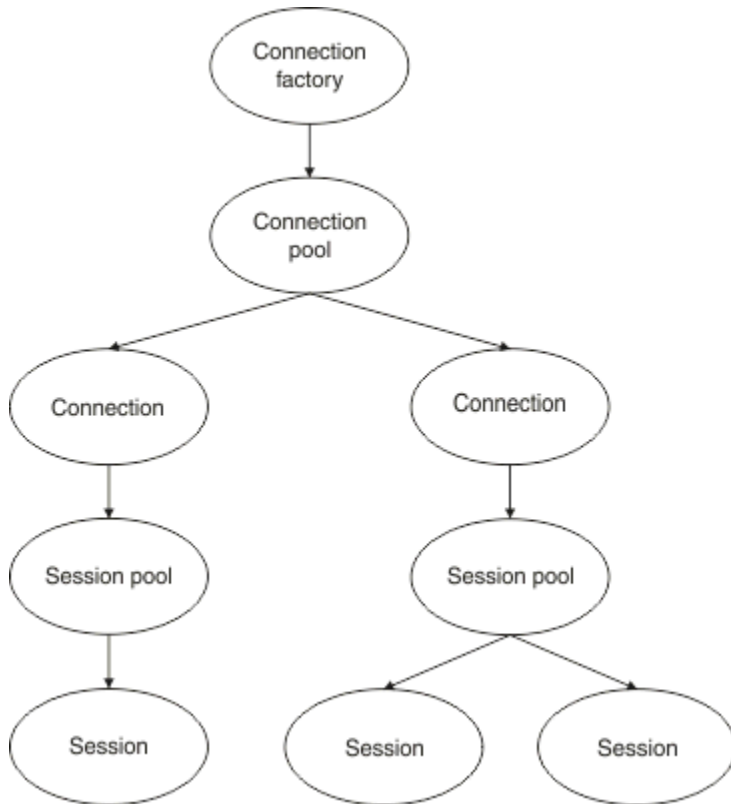 Connection
factory
Connection
pool
Connection
Connection
Session pool
Session pool
Session
Session
Session